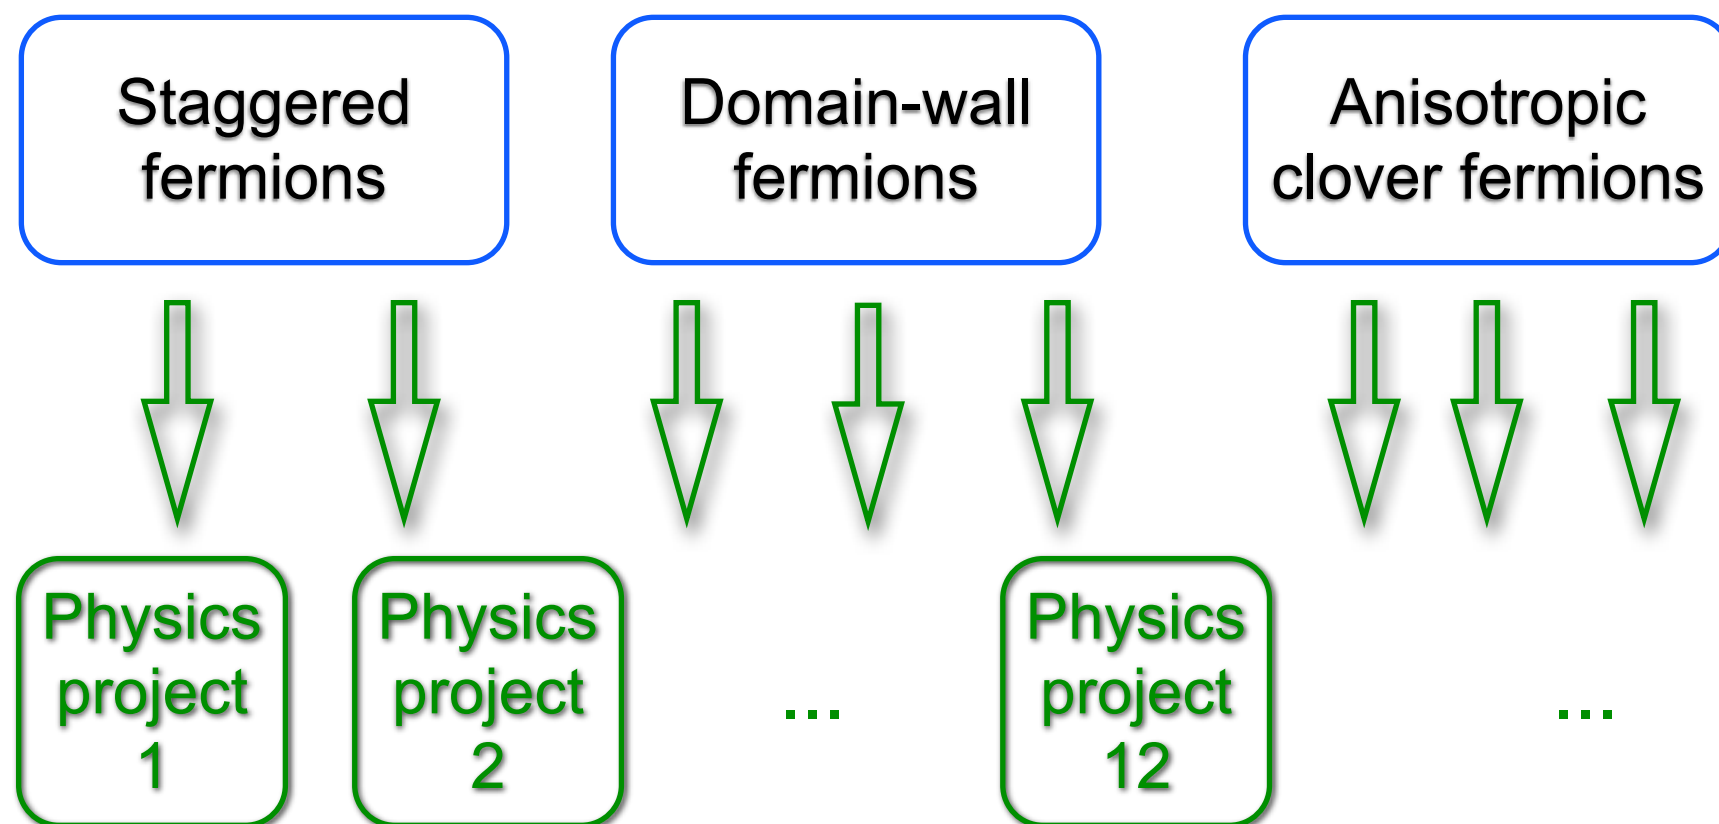 Staggered
fermions
Domain-wall
fermions
Anisotropic
clover fermions
Physics
project
1
Physics
project
2
...
Physics
project
12
...